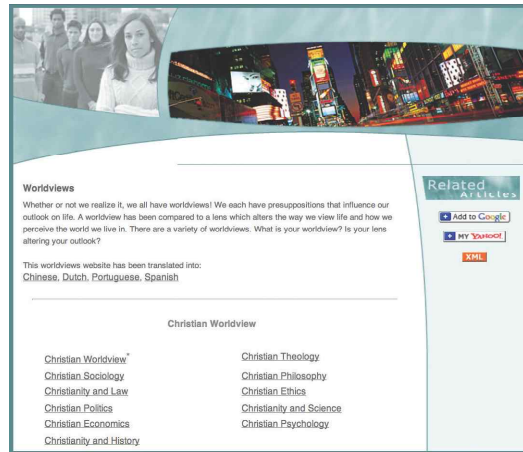 Worldviews
Whether or not we realize it, we all have worldviews! We each have presuppositions that influence our
outlook on life. A worldview has been compared to a lens which alters the way we view life and how we
perceive the world we live in. There are a variety of worldviews. What is your worldview? Is your lens
altering your outlook?
This worldviews website has been translated into:
Chinese, Dutch, Portuguese, Spanish
Christian Worldview
Christian Worldview*
Christian Sociology
Christianity and Law
Christian Politics
Christian Economics
Christianity and History
Christian Theology
Christian Philosophy
Christian Ethics
Christianity and Science
Christian Psychology
Related
Articles
+ Add to Google
+ MY YAHOO!
XML